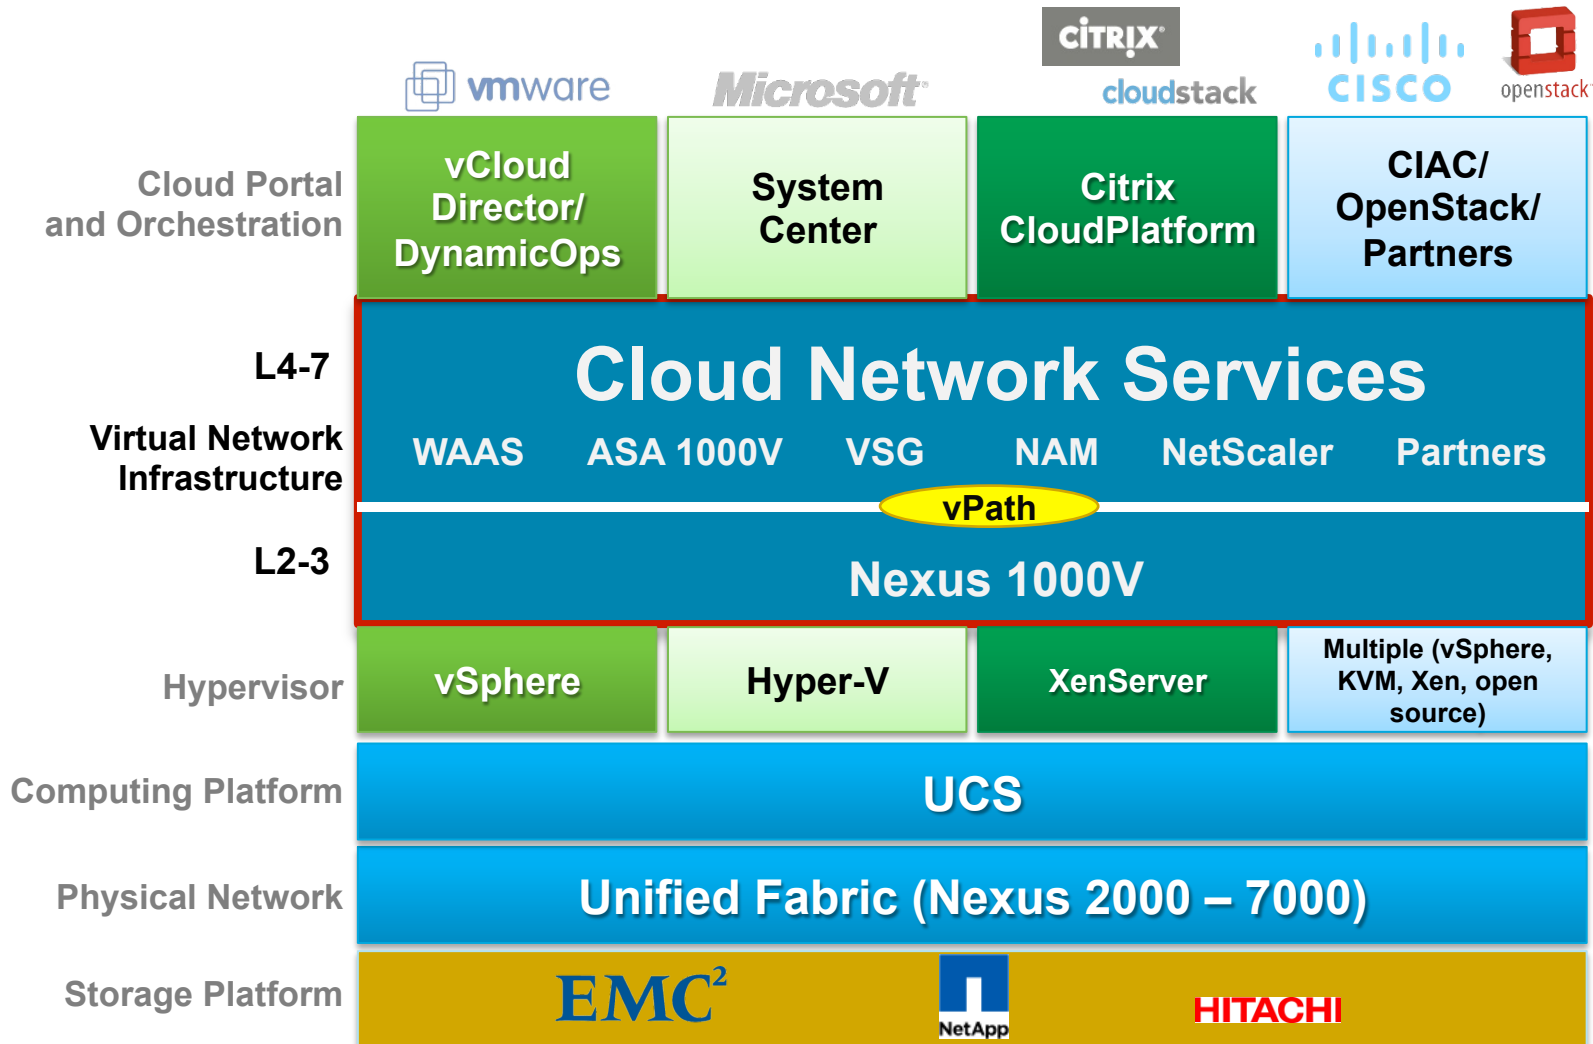 CİTRIX®
cloudstack
vmware
Microsoft®
CISCO
openstack™
Cloud Portal
and Orchestration
vCloud
Director/
DynamicOps
System
Center
Citrix
CloudPlatform
CIAC/
OpenStack/
Partners
L4-7
Cloud Network Services
Virtual Network
Infrastructure
WAAS ASA 1000V VSG NAM NetScaler Partners
vPath
L2-3
Nexus 1000V
Hypervisor
vSphere
Hyper-V
XenServer
Multiple (vSphere,
KVM, Xen, open
source)
Computing Platform
UCS
Physical Network
Unified Fabric (Nexus 2000 – 7000)
Storage Platform
EMC²
NetApp
HITACHI